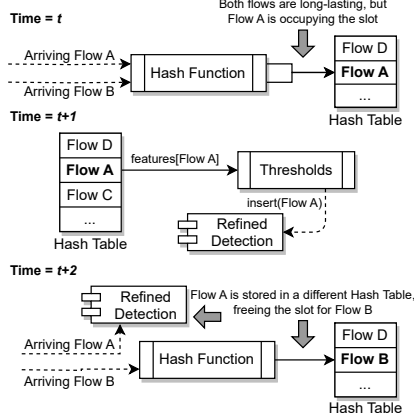 Both flows are long-lasting, but
Flow A is occupying the slot
Time = t
Arriving Flow A
Arriving Flow B
Hash Function
Flow D
Flow A
...
Hash Table
Time = t+1
Flow D
Flow A
Flow C
...
Hash Table
features[Flow A]
Thresholds
insert(Flow A)
Refined
Detection
Time = t+2
Refined
Detection
Flow A is stored in a different Hash Table,
freeing the slot for Flow B
Arriving Flow A
Arriving Flow B
Hash Function
Flow D
Flow B
...
Hash Table